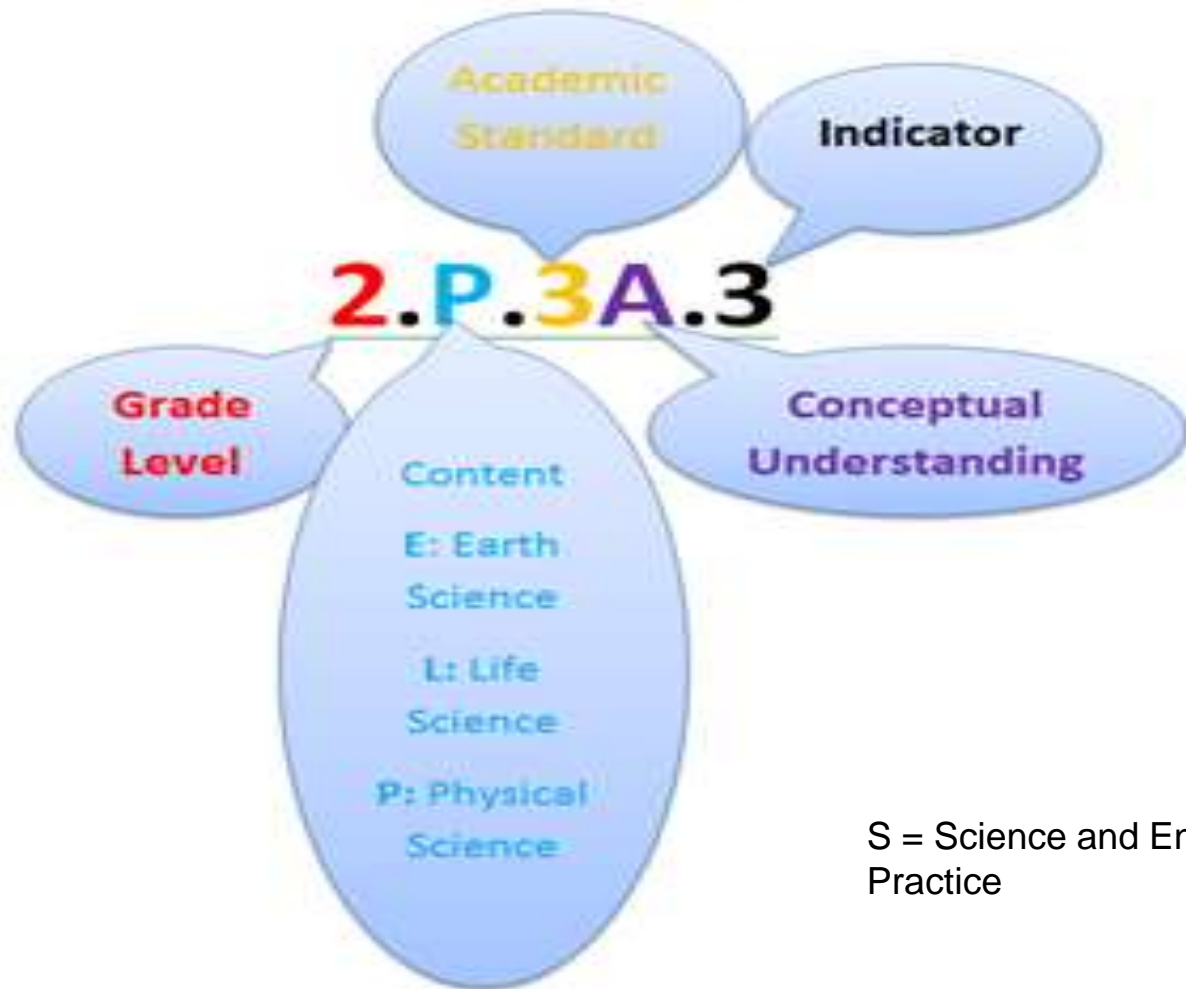 Academic
Standard
Indicator
2.P.3A.3
Grade
Level
Conceptual
Understanding
Content
E: Earth
Science
L: Life
Science
P: Physical
Science
S = Science and En
Practice